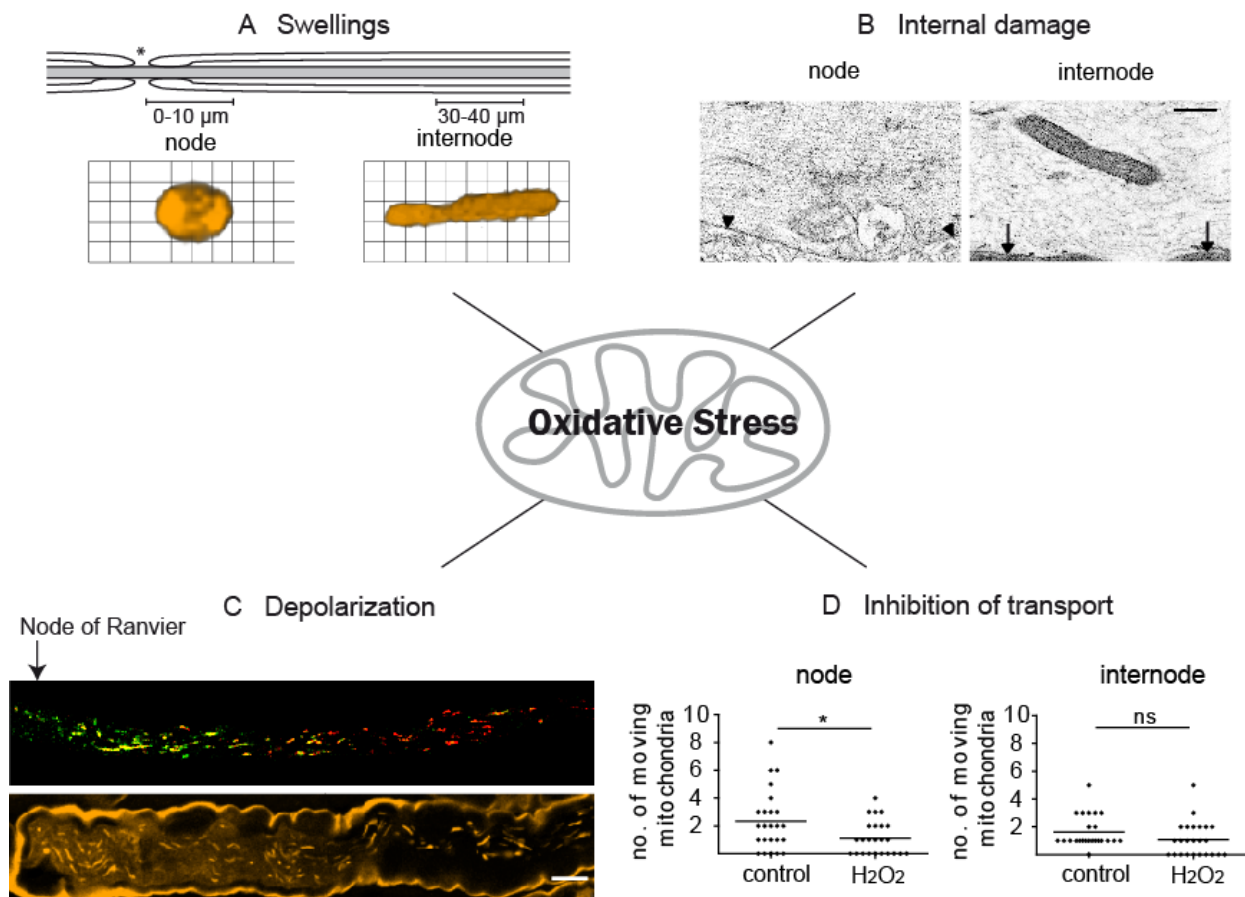 A Swellings
*
0-10 µm
node
30-40 µm
internode
B Internal damage
node
internode
Oxidative Stress
C Depolarization
Node of Ranvier
D Inhibition of transport
node
no. of moving
mitochondria
10
8
6
4
2
*
control
H2O2
internode
no. of moving
mitochondria
10
8
6
4
2
ns
control
H2O2